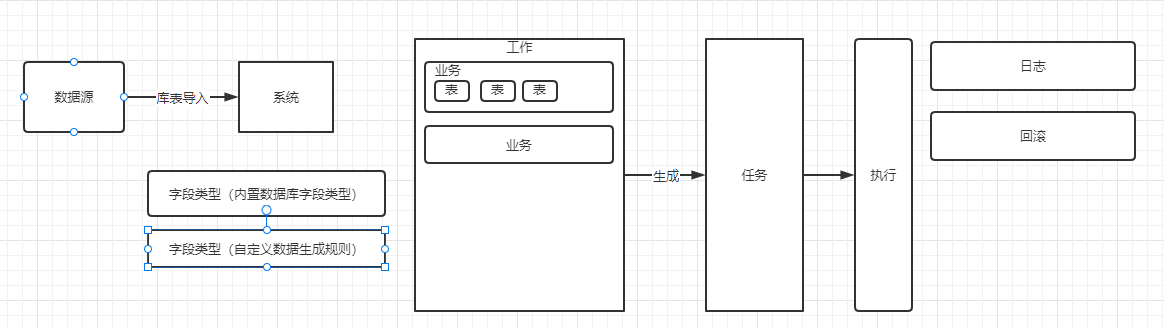 数据源
库表导入
系统
字段类型（内置数据库字段类型）
字段类型（自定义数据生成规则）
工作
业务
表
表
表
业务
生成
任务
执行
日志
回滚